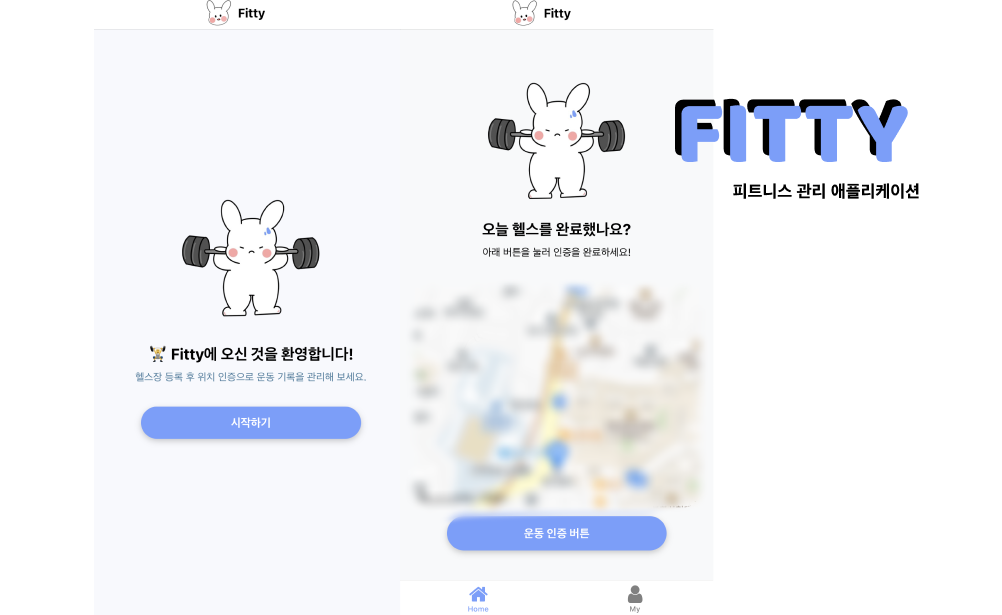 Fitty
Fitty에 오신 것을 환영합니다!
헬스장 등록 후 위치 인증으로 운동 기록을 관리해 보세요.
시작하기
Fitty
오늘 헬스를 완료했나요?
아래 버튼을 눌러 인증을 완료하세요!
운동 인증 버튼
Home
My
FITTY
피트니스 관리 애플리케이션